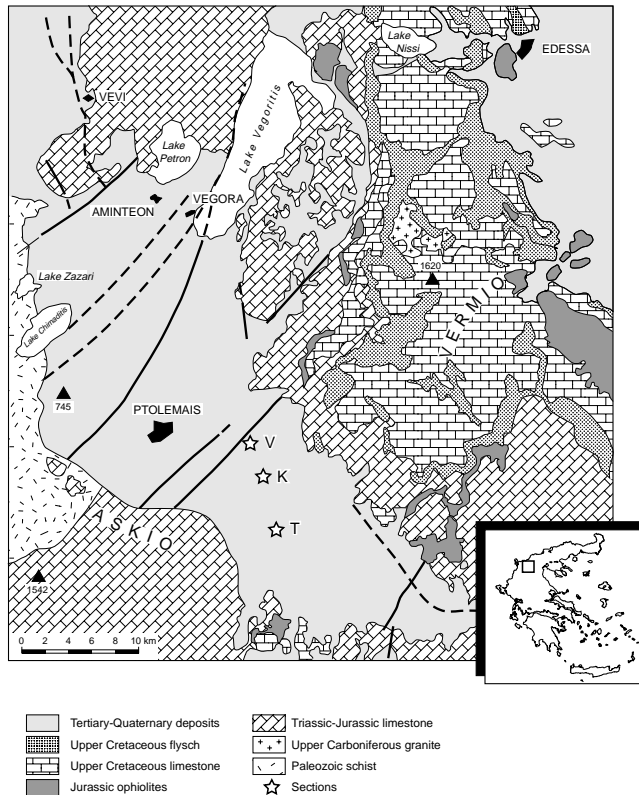 Lake Nissi
EDESSA
VEVI
Lake Petron
Lake Vegoritis
AMINTEON
VEGORA
Lake Zazari
Lake Chimaditis
1620
VERMIO
745
PTOLEMAIS
V
K
T
ASKIO
1542
0 2 4 6 8 10 km
Tertiary-Quaternary deposits
Upper Cretaceous flysch
Upper Cretaceous limestone
Jurassic ophiolites
Triassic-Jurassic limestone
Upper Carboniferous granite
Paleozoic schist
Sections